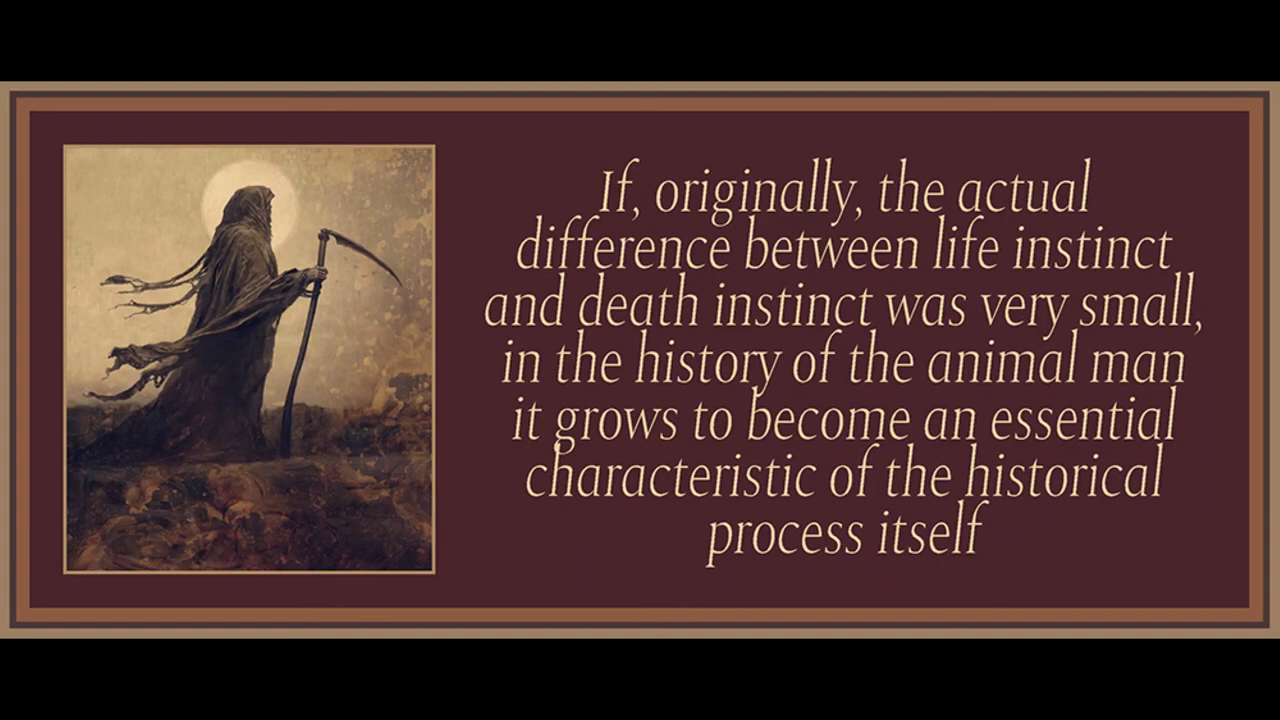 If, originally, the actual
difference between life instinct
and death instinct was very small,
in the history of the animal man
it grows to become an essential
characteristic of the historical
process itself